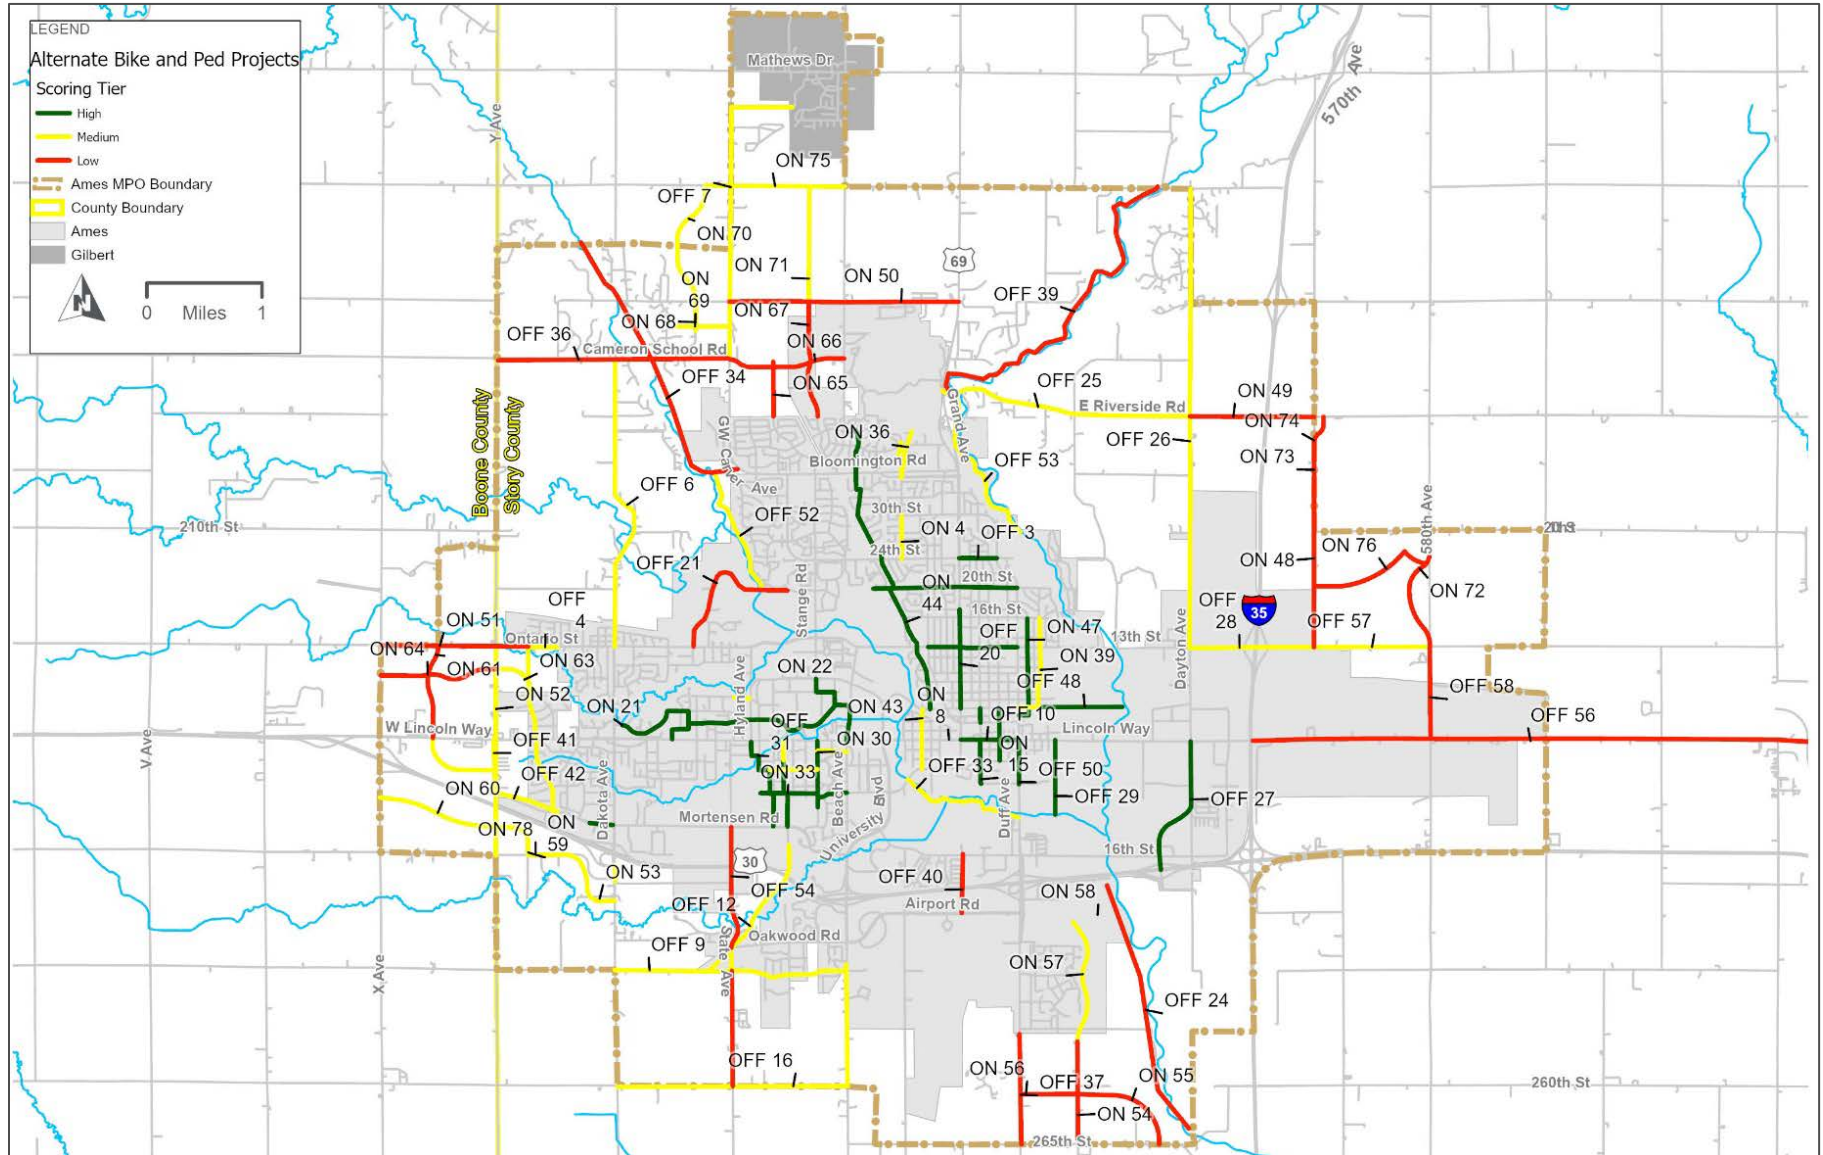 LEGEND
Alternate Bike and Ped Projects
Scoring Tier
High
Medium
Low
Ames MPO Boundary
County Boundary
Ames
Gilbert
N
0 Miles 1
Mathews Dr
Y Ave
570th Ave
ON 75
OFF 7
ON 70
ON 71
ON 50
69
OFF 39
ON
69
ON 68
ON 67
OFF 36
Cameron School Rd
ON 66
OFF 34
ON 65
OFF 25
E Riverside Rd
ON 49
ON 74
Boone County
Story County
GW Carver Ave
Grand Ave
ON 36
Bloomington Rd
OFF 26
ON 73
OFF 53
OFF 6
OFF 52
30th St
580th Ave
210th St
ON 4
OFF 3
24th St
ON 48
ON 76
OFF 21
20th St
ON
44
ON 72
Stange Rd
OFF
4
16th St
OFF
28
35
OFF 57
ON 51
Ontario St
OFF
20
ON 47
13th St
Dayton Ave
ON 64
ON 61
ON 63
ON 22
ON 39
OFF 48
OFF 58
ON 52
Hyland Ave
ON 21
ON 43
ON
8
OFF 10
Lincoln Way
OFF 56
W Lincoln Way
V Ave
OFF
31
ON 30
ON
15
OFF 41
OFF 42
ON 33
OFF 33
OFF 50
ON 60
Dakota Ave
Beach Ave
University Blvd
Duff Ave
OFF 29
OFF 27
ON 78
ON
59
Mortensen Rd
16th St
30
ON 53
OFF 54
OFF 40
ON 58
OFF 12
Airport Rd
Oakwood Rd
OFF 9
State Ave
X Ave
ON 57
OFF 24
OFF 16
ON 56
OFF 37
ON 55
260th St
ON 54
265th St